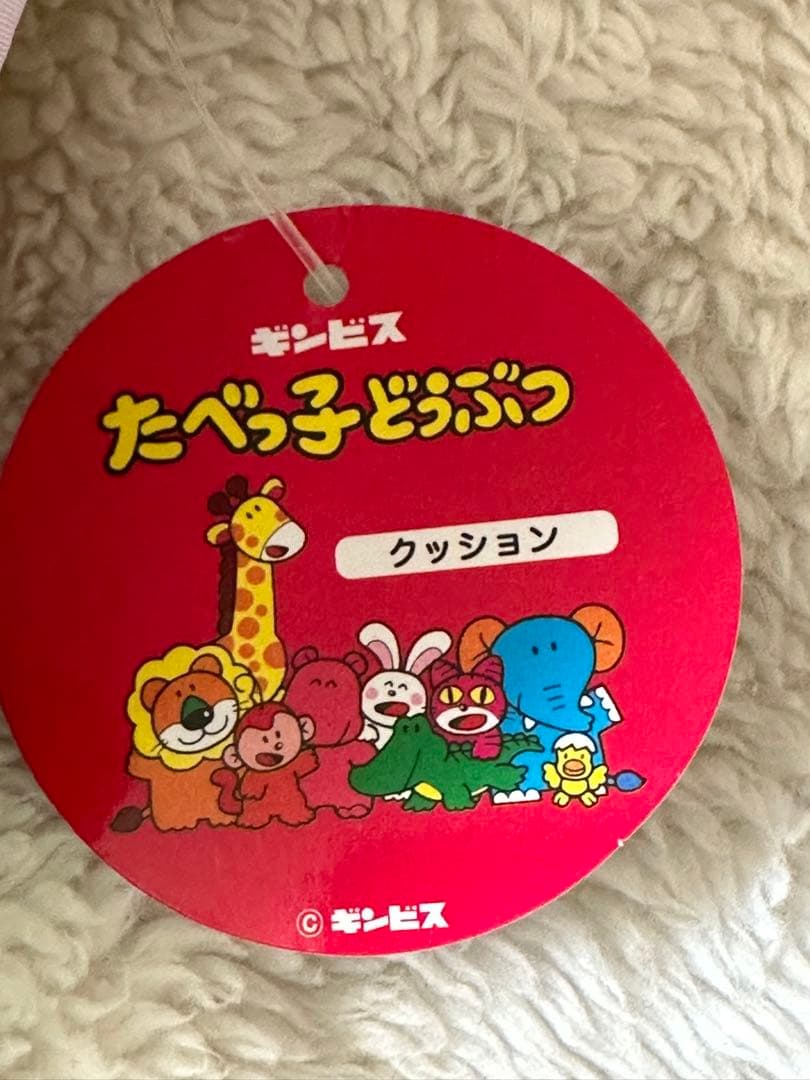 ギンビス
たべっ子どうぶつ
クッション
©ギンビス